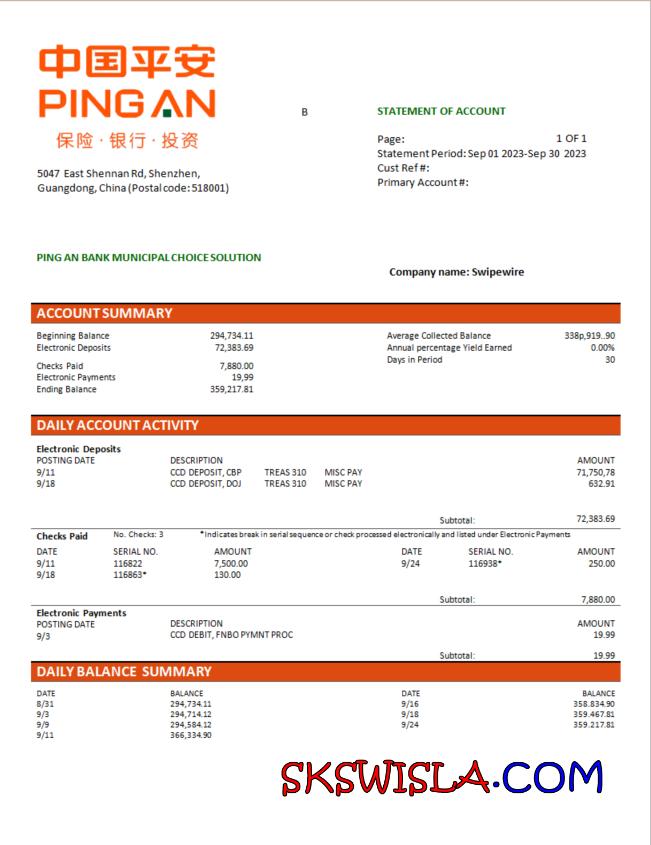 中国平安
PING AN
保险·银行·投资
5047 East Shennan Rd, Shenzhen,
Guangdong, China (Postal code: 518001)
B
STATEMENT OF ACCOUNT
Page: 1 OF 1
Statement Period: Sep 01 2023-Sep 30 2023
Cust Ref #:
Primary Account #:
PING AN BANK MUNICIPAL CHOICE SOLUTION
Company name: Swipewire
ACCOUNT SUMMARY
Beginning Balance 294,734.11 Average Collected Balance 338p,919..90
Electronic Deposits 72,383.69 Annual percentage Yield Earned 0.00%
Days in Period 30
Checks Paid 7,880.00
Electronic Payments 19,99
Ending Balance 359,217.81
DAILY ACCOUNT ACTIVITY
Electronic Deposits
POSTING DATE DESCRIPTION AMOUNT
9/11 CCD DEPOSIT, CBP TREAS 310 MISC PAY 71,750,78
9/18 CCD DEPOSIT, DOJ TREAS 310 MISC PAY 632.91
Subtotal: 72,383.69
Checks Paid No. Checks: 3 *Indicates break in serial sequence or check processed electronically and listed under Electronic Payments
DATE SERIAL NO. AMOUNT DATE SERIAL NO. AMOUNT
9/11 116822 7,500.00 9/24 116938* 250.00
9/18 116863* 130.00
Subtotal: 7,880.00
Electronic Payments
POSTING DATE DESCRIPTION AMOUNT
9/3 CCD DEBIT, FNBO PYMNT PROC 19.99
Subtotal: 19.99
DAILY BALANCE SUMMARY
DATE BALANCE DATE BALANCE
8/31 294,734.11 9/16 358.834.90
9/3 294,714.12 9/18 359.467.81
9/9 294,584.12 9/24 359.217.81
9/11 366,334.90
SKSWISLA.COM